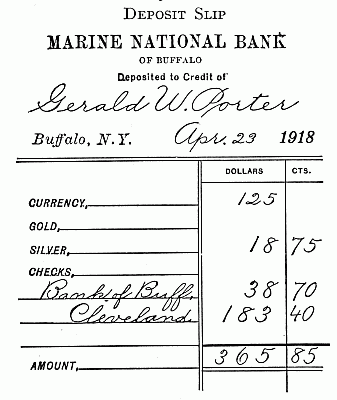 DEPOSIT SLIP
MARINE NATIONAL BANK
OF BUFFALO
Deposited to Credit of
Gerald W. Porter
Buffalo, N.Y. Apr. 23 1918
DOLLARS CTS.
CURRENCY, 125
GOLD,
SILVER, 18 75
CHECKS,
Bank of Buff. 38 70
Cleveland 183 40
AMOUNT, 365 85